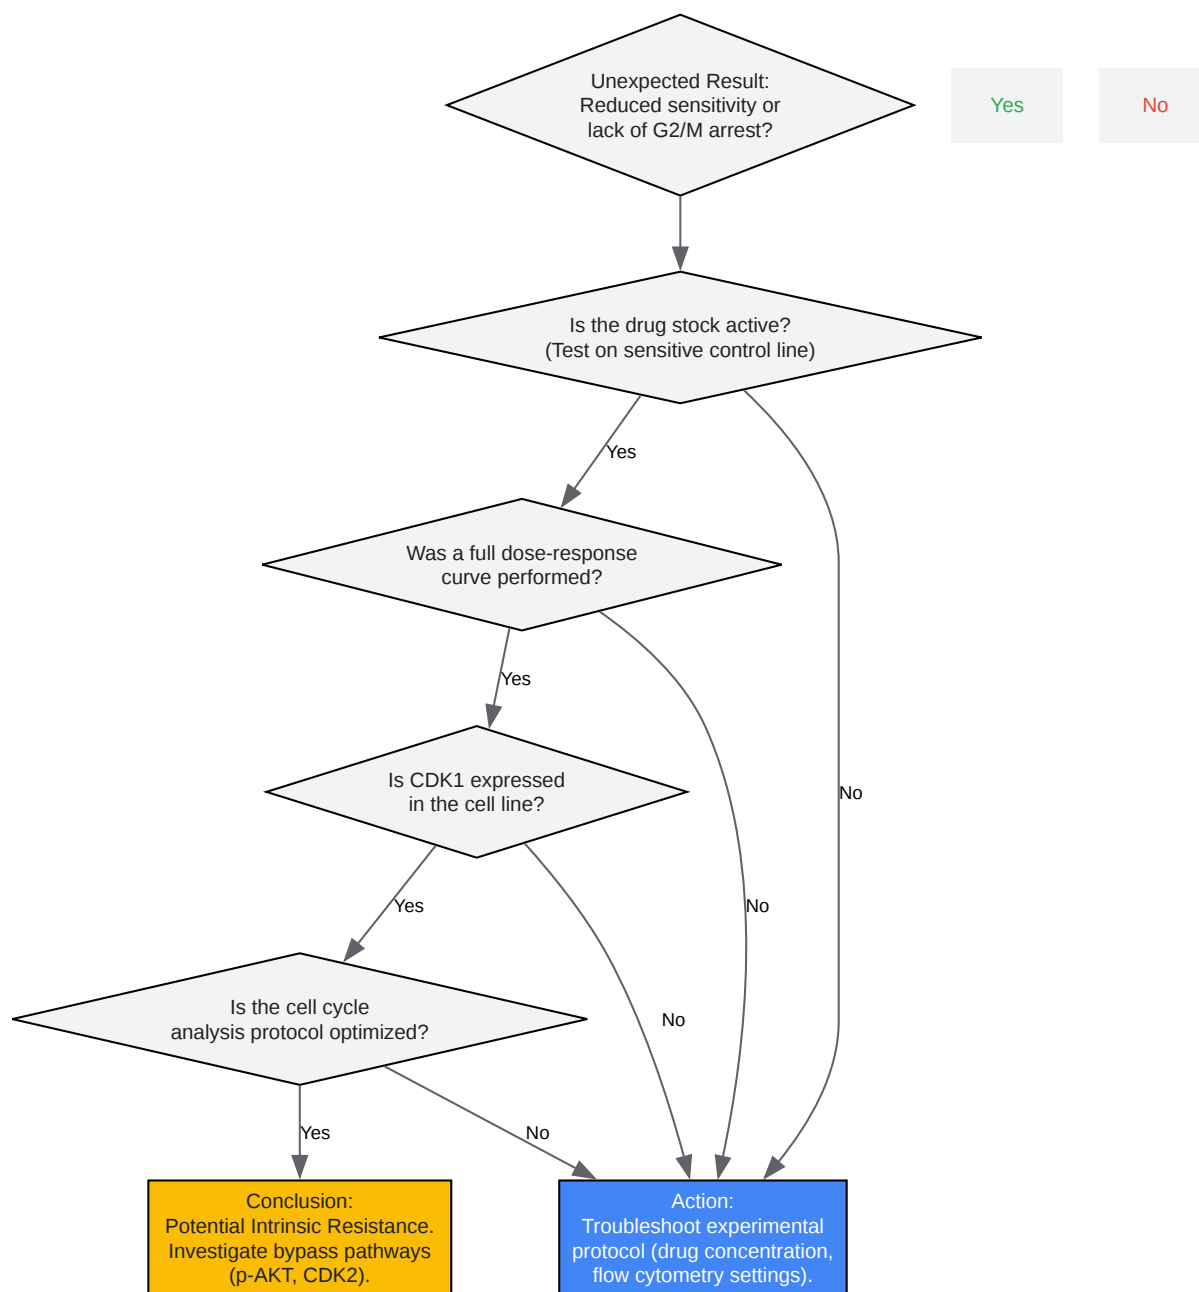 Unexpected Result:
Reduced sensitivity or
lack of G2/M arrest?
Yes
No
Is the drug stock active?
(Test on sensitive control line)
Yes
Was a full dose-response
curve performed?
Yes
Is CDK1 expressed
in the cell line?
No
Yes
No
Is the cell cycle
analysis protocol optimized?
No
Yes
No
Conclusion:
Potential Intrinsic Resistance.
Investigate bypass pathways
(p-AKT, CDK2).
Action:
Troubleshoot experimental
protocol (drug concentration,
flow cytometry settings).